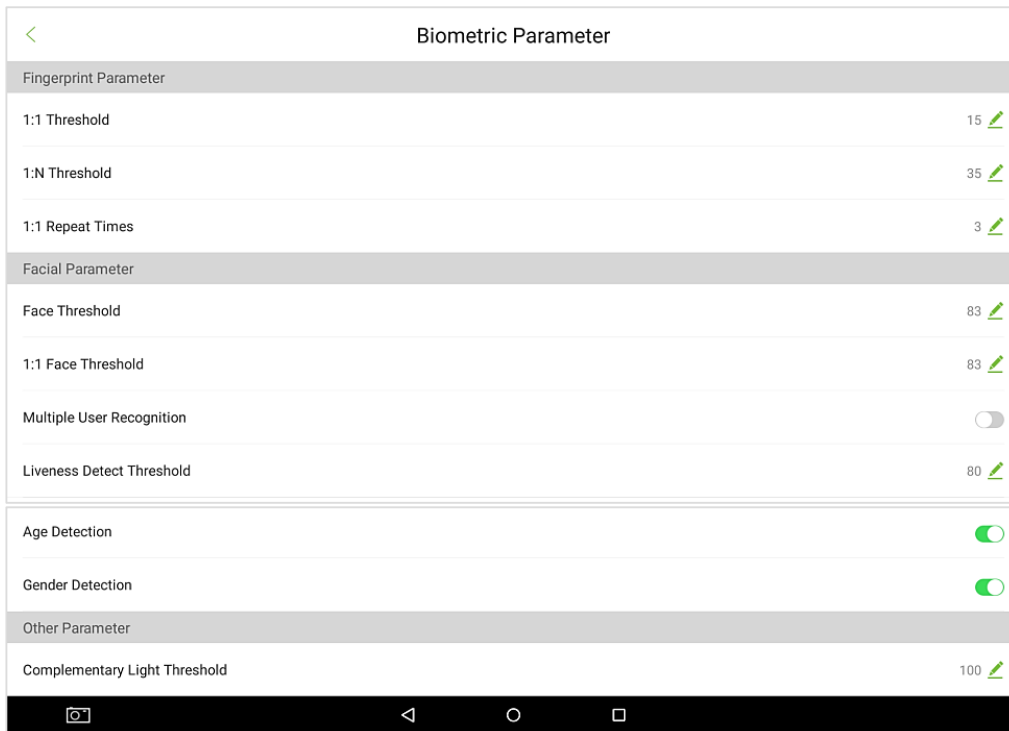 Biometric Parameter
Fingerprint Parameter
1:1 Threshold 15
1:N Threshold 35
1:1 Repeat Times 3
Facial Parameter
Face Threshold 83
1:1 Face Threshold 83
Multiple User Recognition
Liveness Detect Threshold 80
Age Detection
Gender Detection
Other Parameter
Complementary Light Threshold 100